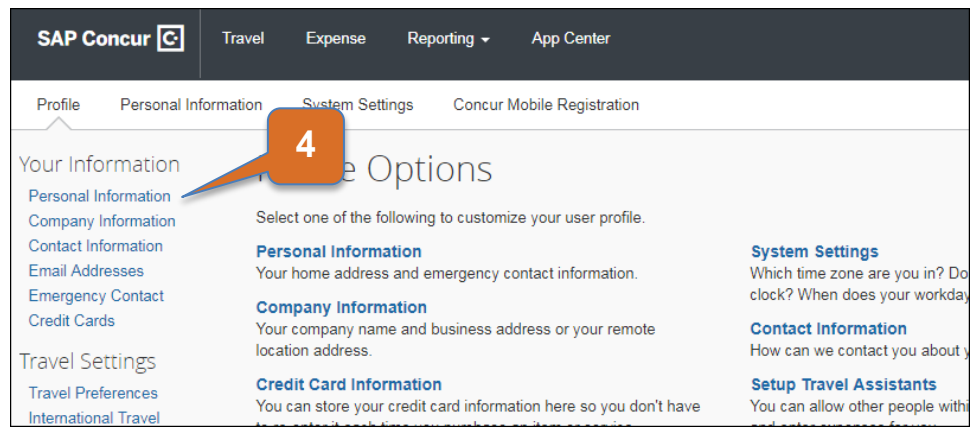 SAP Concur C
Travel
Expense
Reporting
App Center
Profile
Personal Information
System Settings
Concur Mobile Registration
4
Your Information
Personal Information
Company Information
Contact Information
Email Addresses
Emergency Contact
Credit Cards
Travel Settings
Travel Preferences
International Travel
e Options
Select one of the following to customize your user profile.
Personal Information
Your home address and emergency contact information.
Company Information
Your company name and business address or your remote
location address.
Credit Card Information
You can store your credit card information here so you don't have
System Settings
Which time zone are you in? Do
clock? When does your workday
Contact Information
How can we contact you about y
Setup Travel Assistants
You can allow other people withi